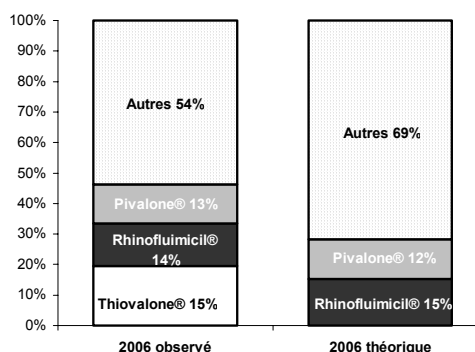 100%
90%
80%
70%
60%
50%
40%
30%
20%
10%
0%
Autres 54%
Pivalone® 13%
Rhinofluimicil®
14%
Thiovalone® 15%
Autres 69%
Pivalone® 12%
Rhinofluimicil® 15%
2006 observé
2006 théorique